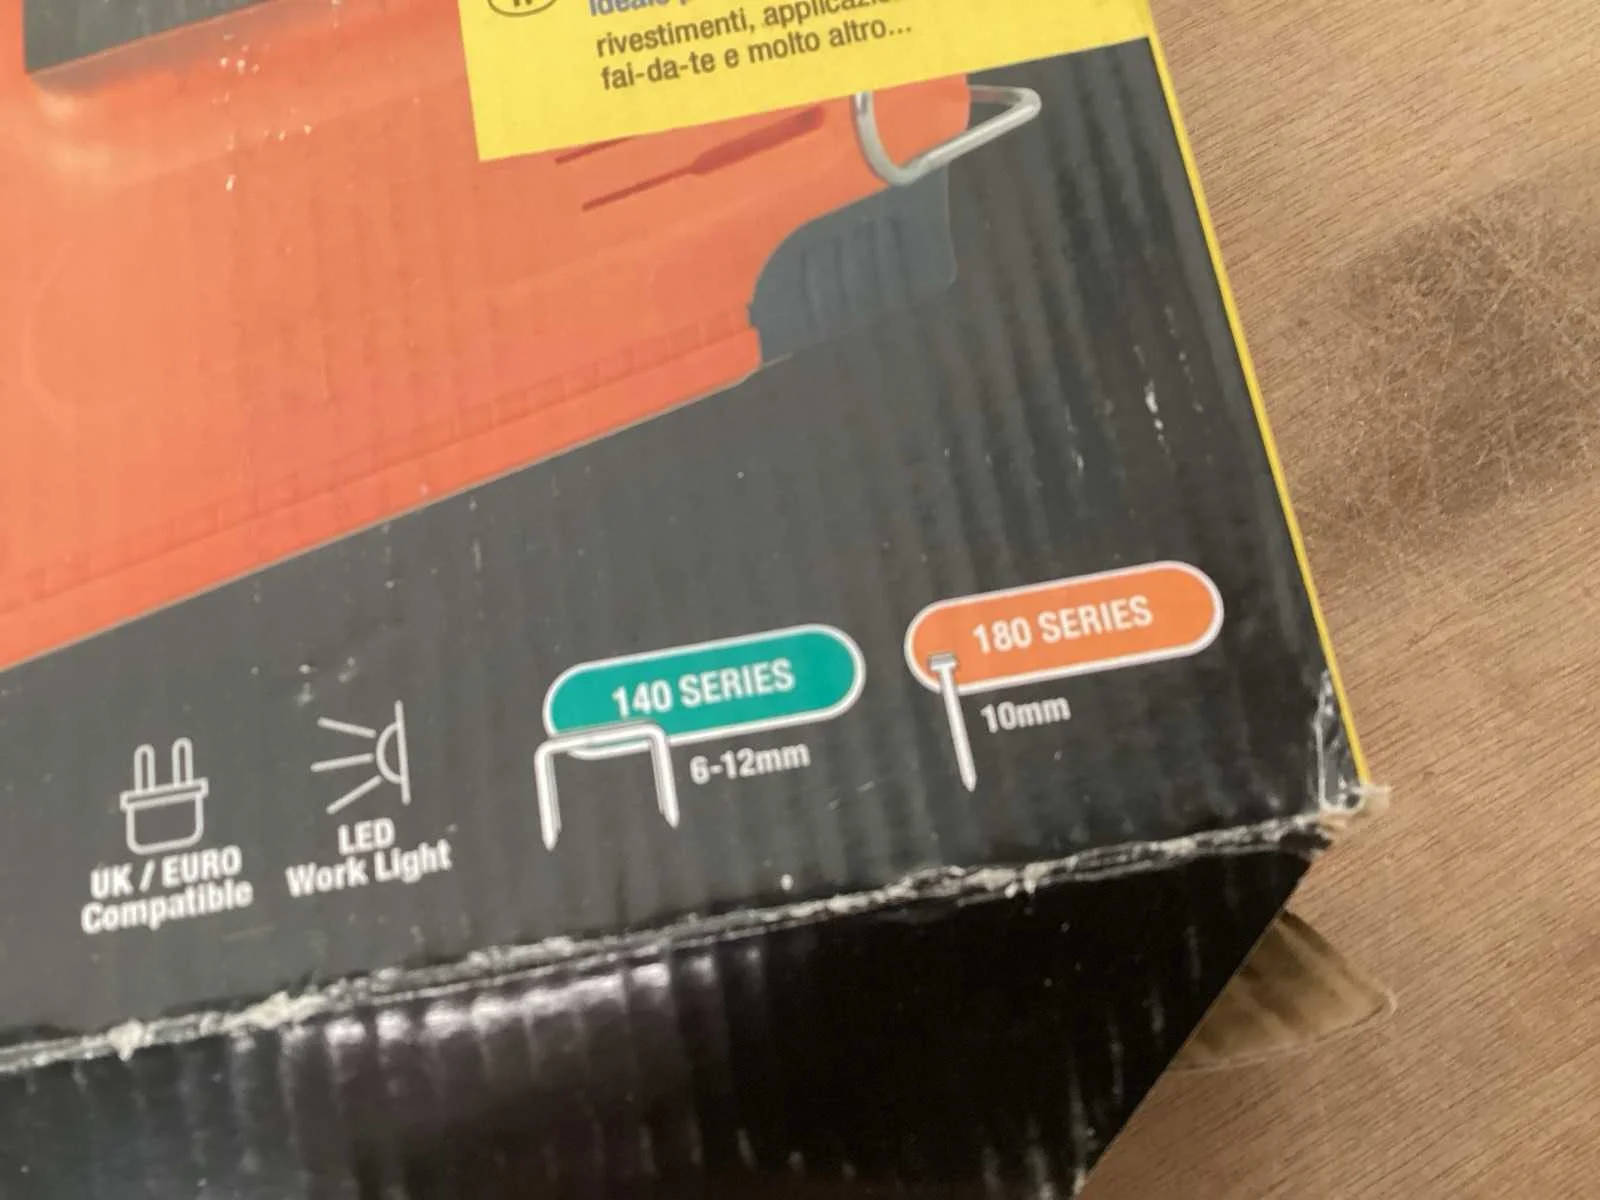 rivestimenti,
fai-da-te e molto altro...
140 SERIES
6-12mm
180 SERIES
10mm
UK / EURO
Compatible
LED
Work Light